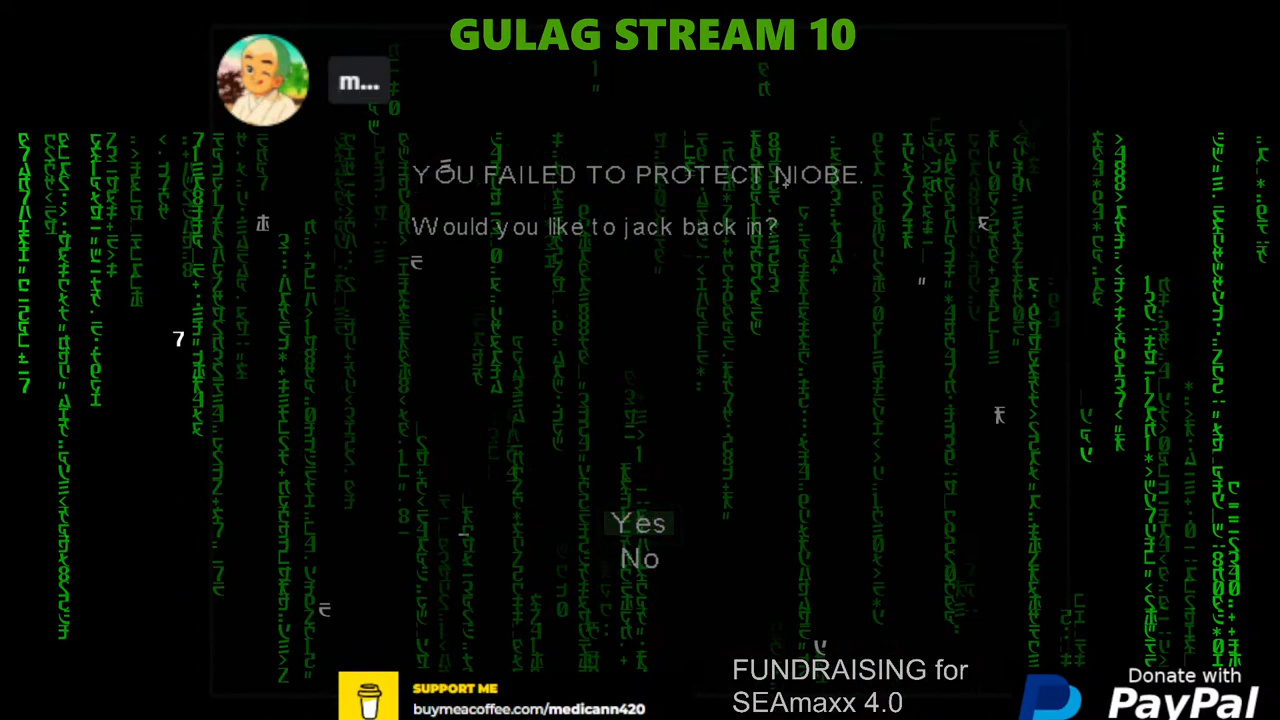 GULAG STREAM 10
m...
YOU FAILED TO PROTECT NIOBE.
Would you like to jack back in?
Yes
No
FUNDRAISING for
SEAmaxx 4.0
SUPPORT ME
buymeacoffee.com/medicann420
Donate with
PayPal